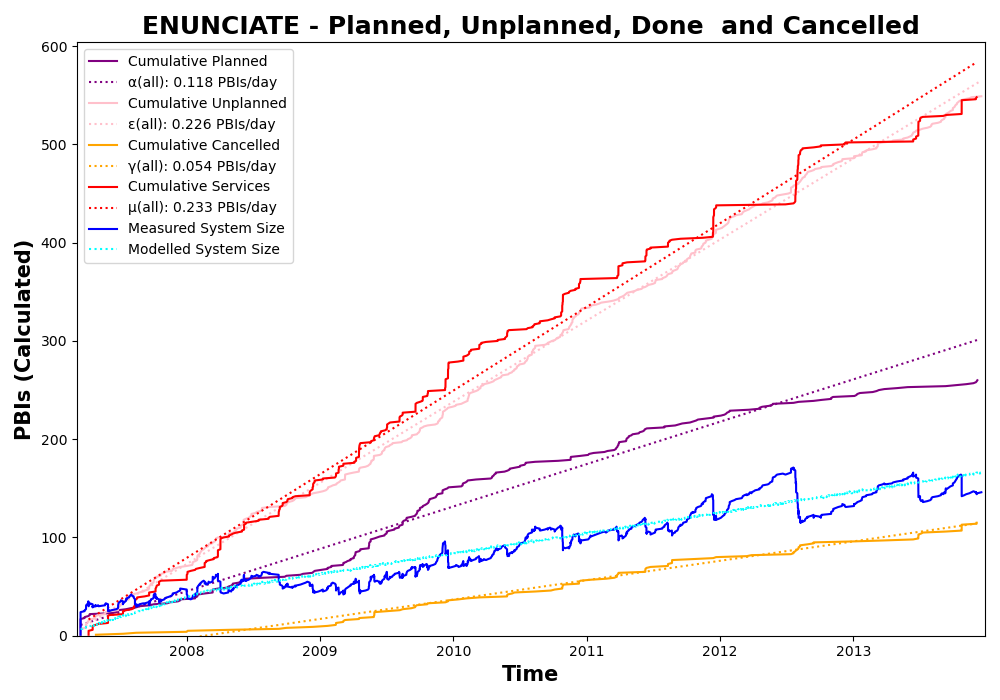 ENUNCIATE - Planned, Unplanned, Done  and Cancelled
600
500
400
300
200
100
0
PBIs (Calculated)
Cumulative Planned
α(all): 0.118 PBIs/day
Cumulative Unplanned
ε(all): 0.226 PBIs/day
Cumulative Cancelled
γ(all): 0.054 PBIs/day
Cumulative Services
μ(all): 0.233 PBIs/day
Measured System Size
Modelled System Size
2008 2009 2010 2011 2012 2013
Time